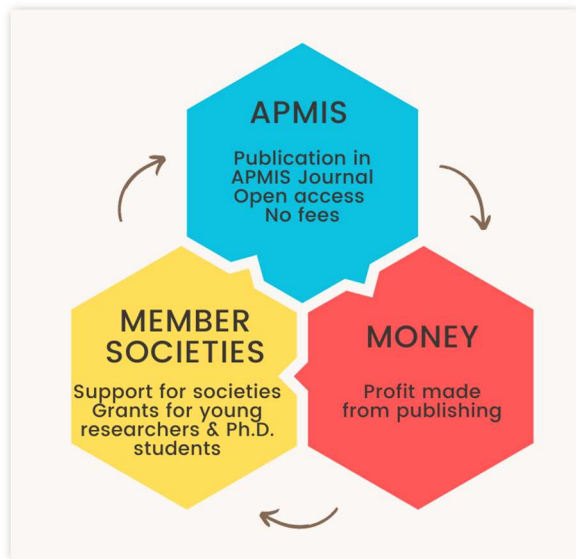 APMIS
Publication in
APMIS Journal
Open access
No fees
MEMBER
SOCIETIES
Support for societies
Grants for young
researchers & Ph.D.
students
MONEY
Profit made
from publishing